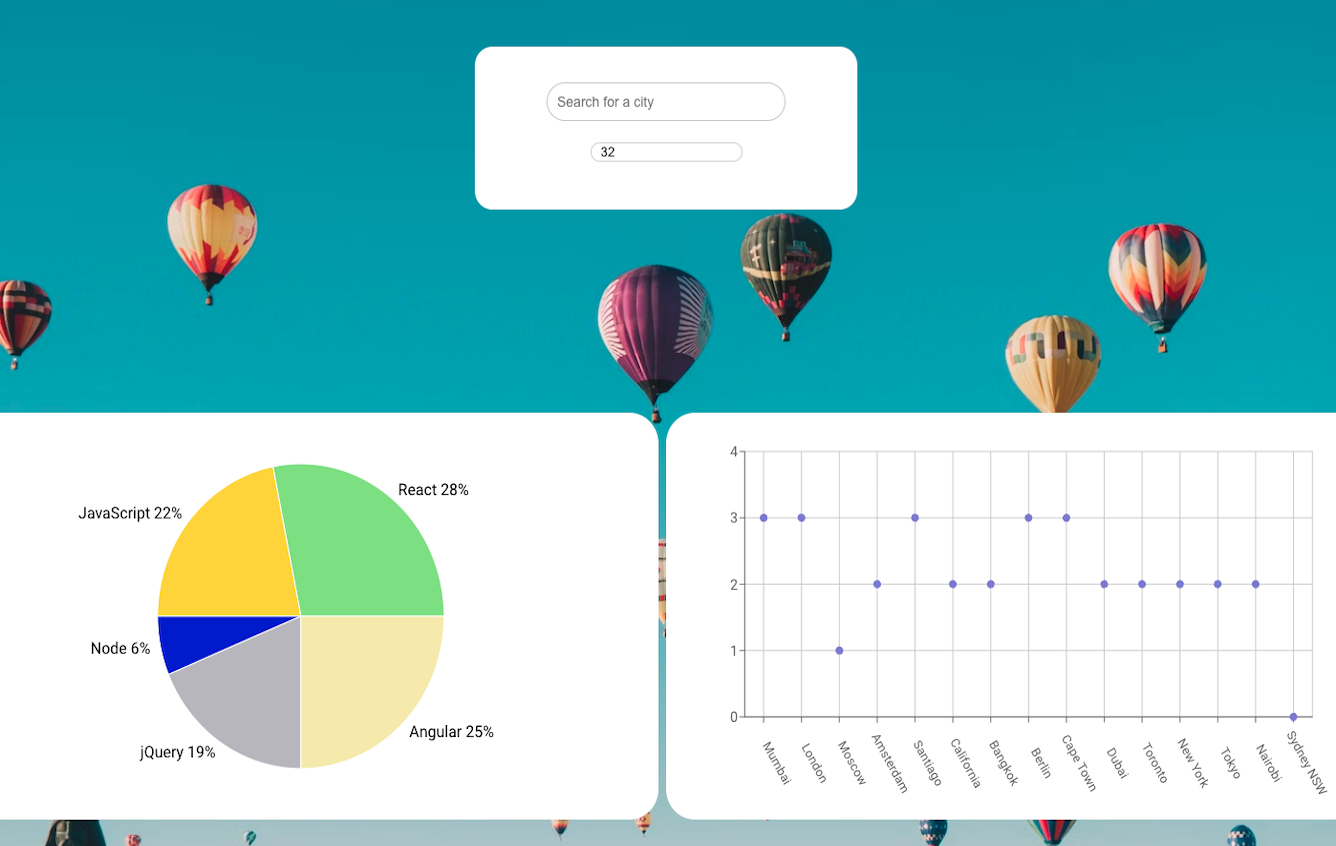 Search for a city
32
JavaScript 22%
React 28%
Node 6%
jQuery 19%
Angular 25%
4
3
2
1
0
Mumbai
London
Moscow
Amsterdam
Santiago
California
Bangkok
Berlin
Cape Town
Dubai
Toronto
New York
Tokyo
Nairobi
Sydney NSW